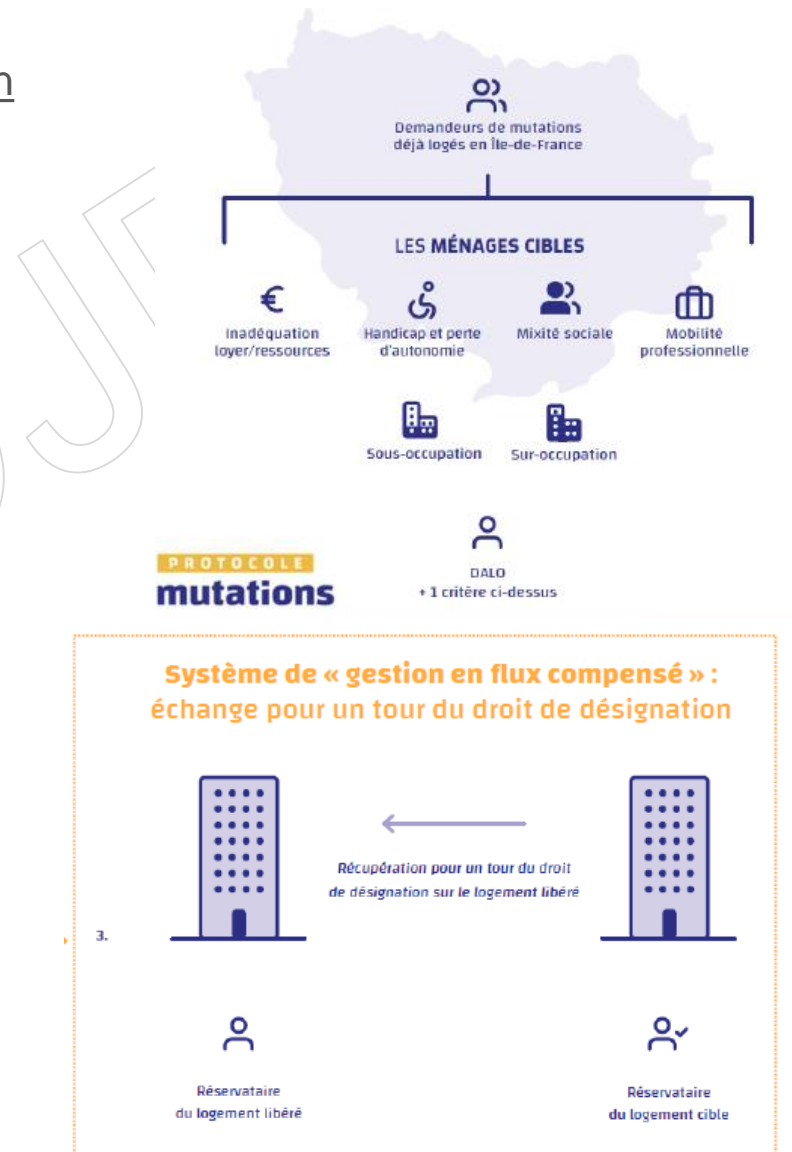 Demandeurs de mutations
déjà logés en Île-de-France
LES MÉNAGES CIBLES
€
Inadéquation
loyer/ressources
Handicap et perte
d'autonomie
Mixité sociale
Mobilité
professionnelle
Sous-occupation
Sur-occupation
DALO
+ 1 critère ci-dessus
PROTOCOLE
mutations
Système de « gestion en flux compensé » :
échange pour un tour du droit de désignation
Récupération pour un tour du droit
de désignation sur le logement libéré
3.
Réservataire
du logement libéré
Réservataire
du logement cible